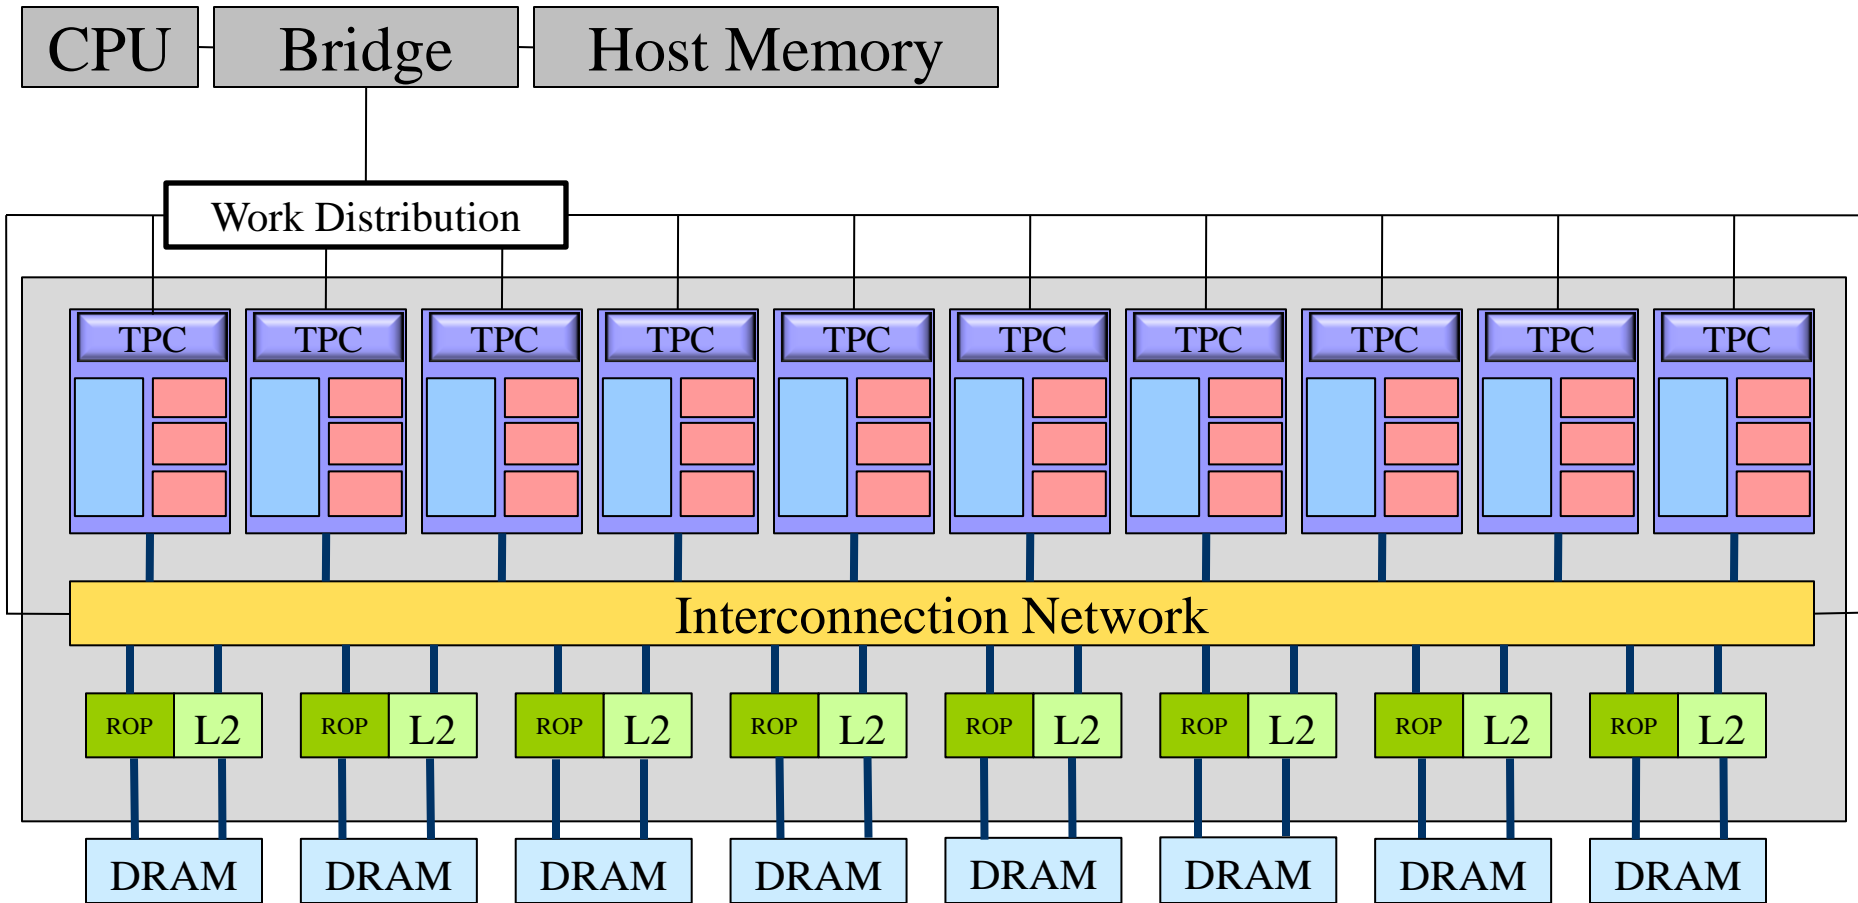 CPU
Bridge
Host Memory
Work Distribution
TPC
TPC
TPC
TPC
TPC
TPC
TPC
TPC
TPC
TPC
Interconnection Network
ROP
L2
ROP
L2
ROP
L2
ROP
L2
ROP
L2
ROP
L2
ROP
L2
ROP
L2
DRAM
DRAM
DRAM
DRAM
DRAM
DRAM
DRAM
DRAM